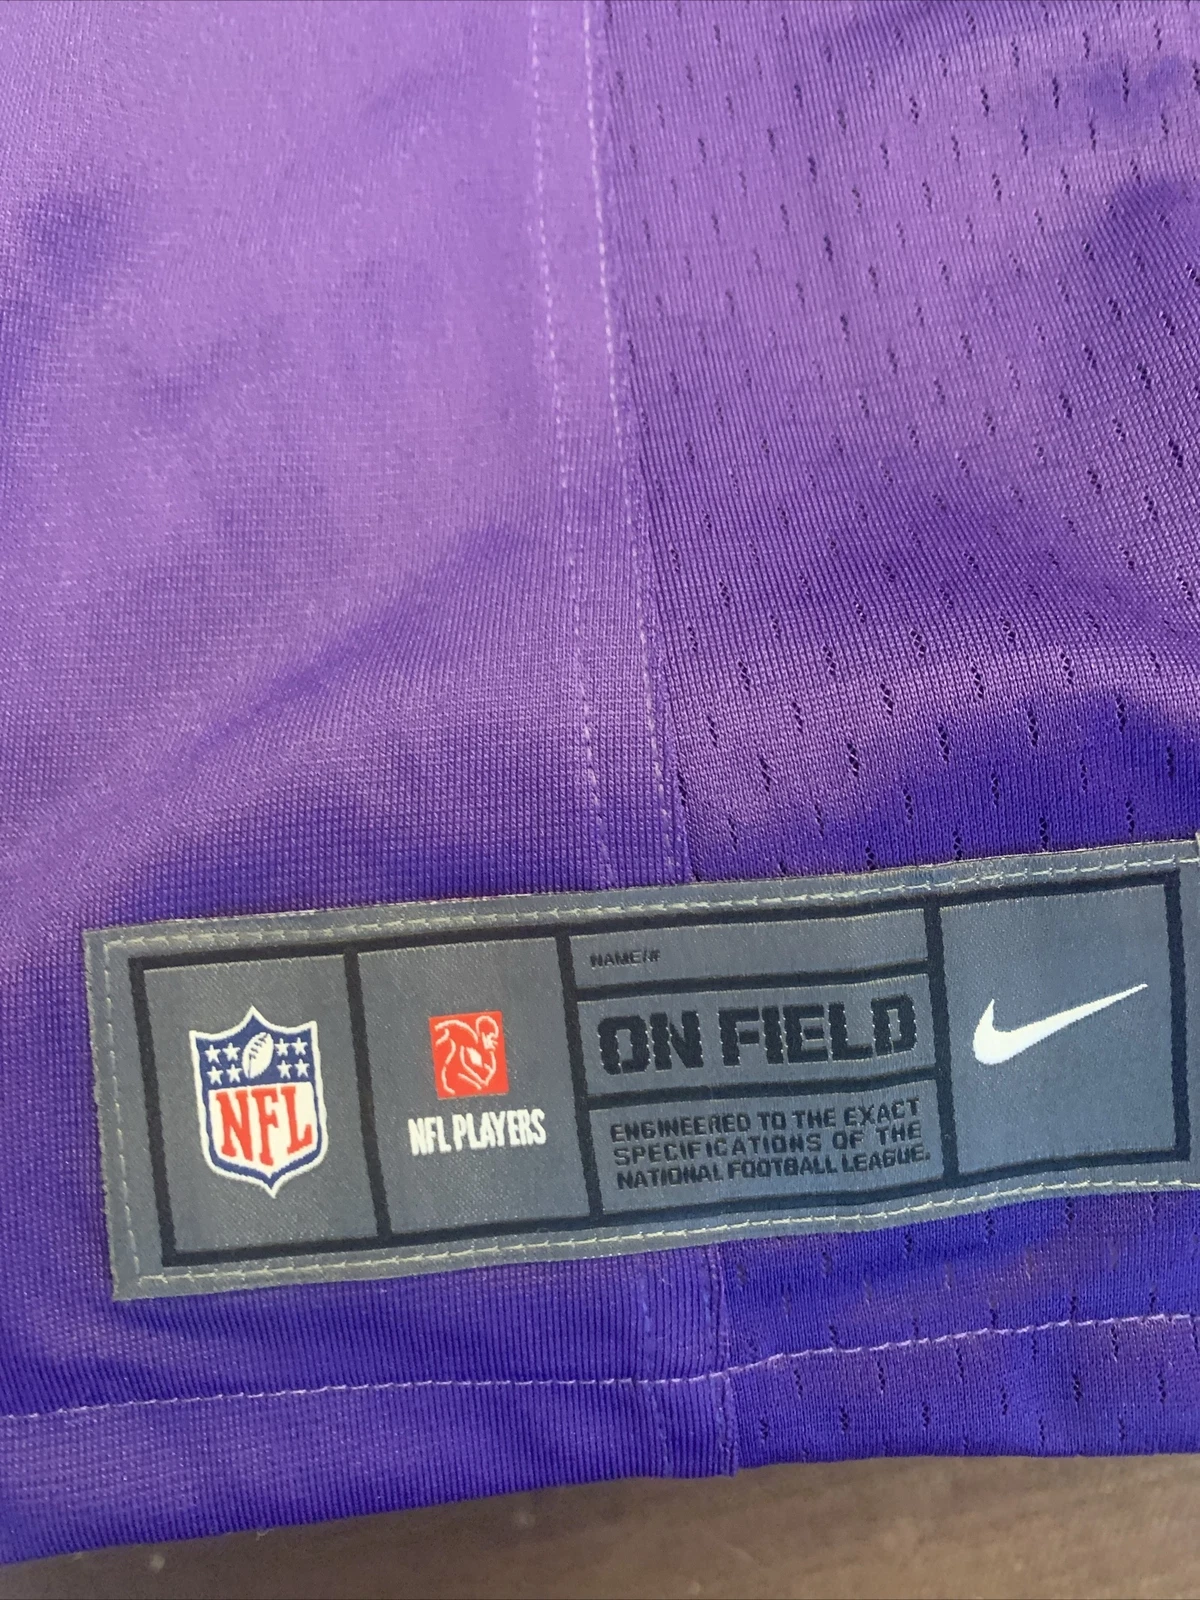 NFL
NFL PLAYERS
NAME/#
ON FIELD
ENGINEERED TO THE EXACT
SPECIFICATIONS OF THE
NATIONAL FOOTBALL LEAGUE.